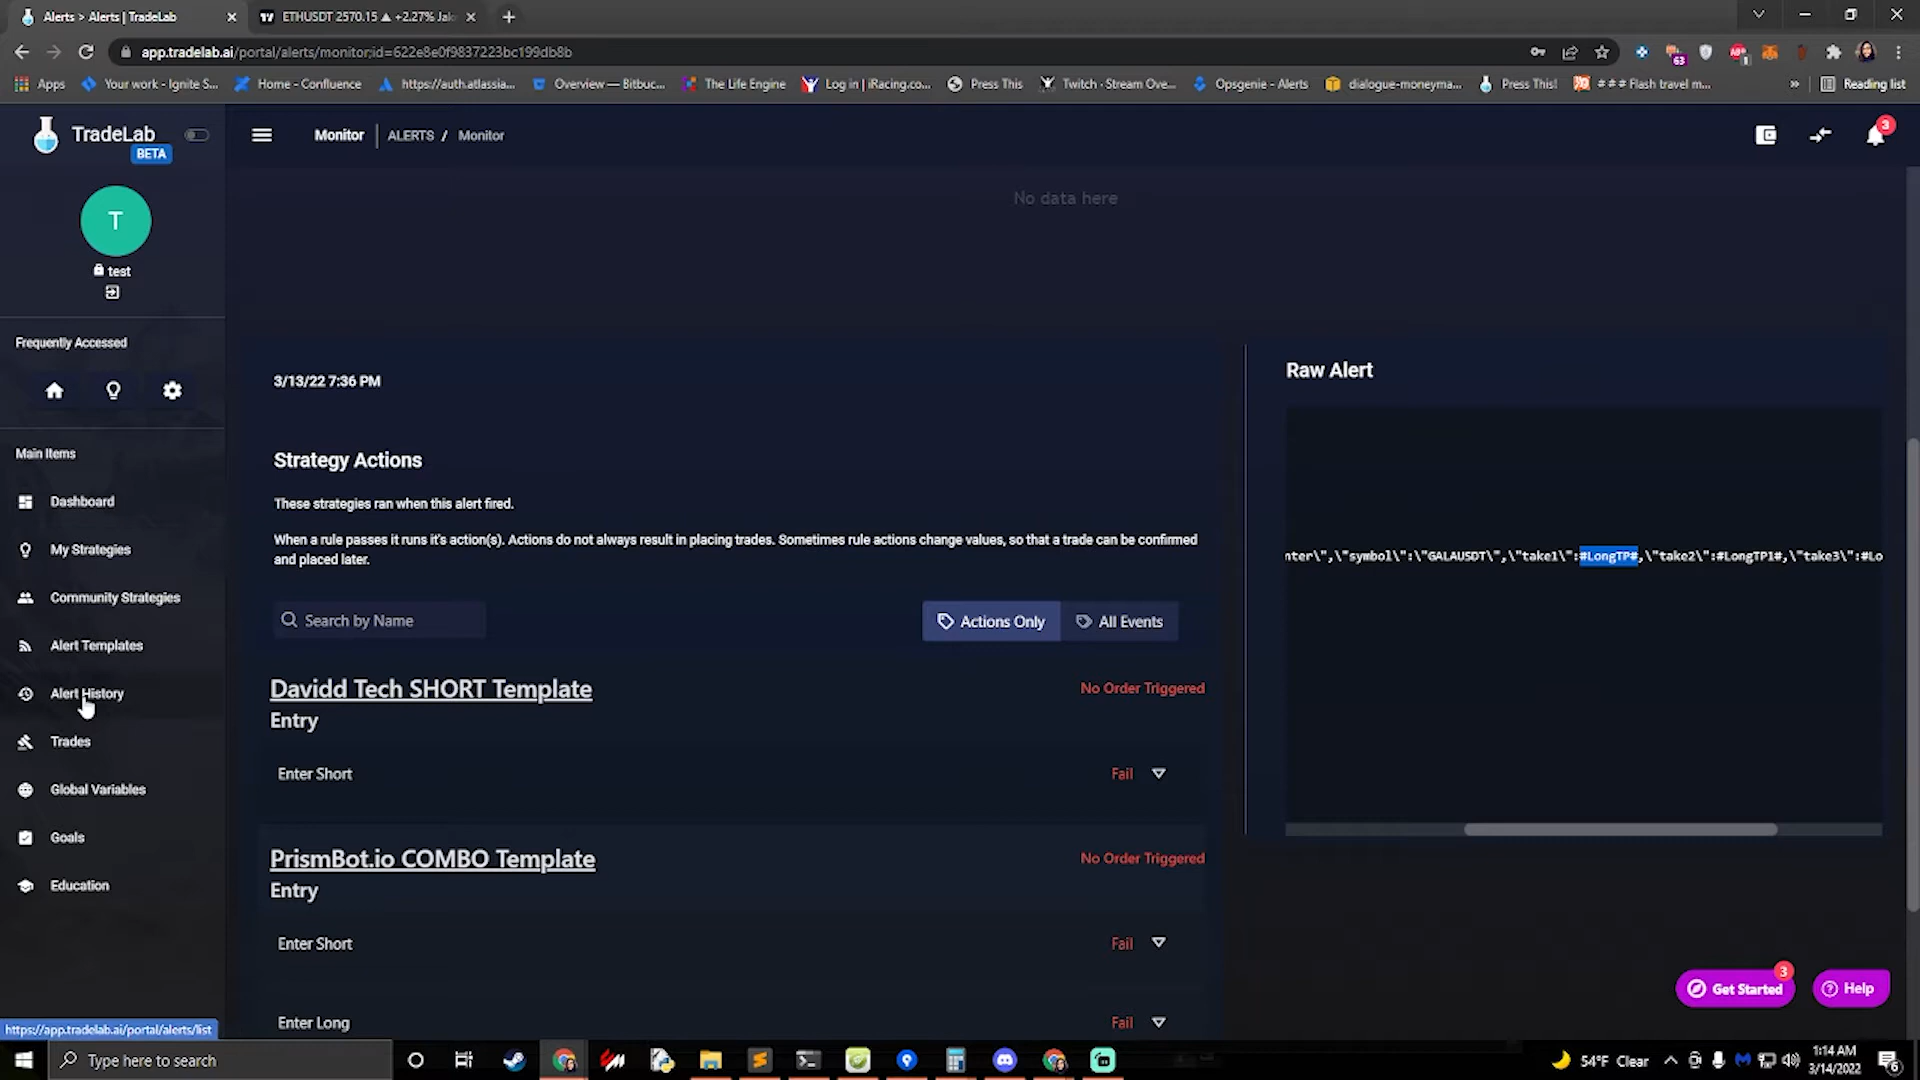 Alerts > Alerts | TradeLab
ETHUSDT 2570.15 ▲ +2.27%
app.tradelab.ai/portal/alerts/monitor;id=622e8e0f9837223bc199db8b
63
1
Apps
Your work - Ignite S...
Home - Confluence
https://auth.atlassia...
Overview — Bitbuc...
The Life Engine
Log in | iRacing.co...
Press This
Twitch - Stream Ove...
Opsgenie - Alerts
dialogue-moneyma...
Press This!
### Flash travel m...
»
Reading list
TradeLab
BETA
Monitor
ALERTS / Monitor
3
No data here
T
test
Frequently Accessed
Main Items
Dashboard
My Strategies
Community Strategies
Alert Templates
Alert History
Trades
Global Variables
Goals
Education
3/13/22 7:36 PM
Strategy Actions
These strategies ran when this alert fired.
When a rule passes it runs it's action(s). Actions do not always result in placing trades. Sometimes rule actions change values, so that a trade can be confirmed
and placed later.
Search by Name
Actions Only
All Events
Davidd Tech SHORT Template
No Order Triggered
Entry
Enter Short
Fail
PrismBot.io COMBO Template
No Order Triggered
Entry
Enter Short
Fail
Enter Long
Fail
Raw Alert
nter\",\"symbol\":\"GALAUSDT\",\"take1\":#LongTP#,\"take2\":#LongTP1#,\"take3\":#Lo
3
Get Started
Help
https://app.tradelab.ai/portal/alerts/list
Type here to search
54°F Clear
1:14 AM
3/14/2022
6